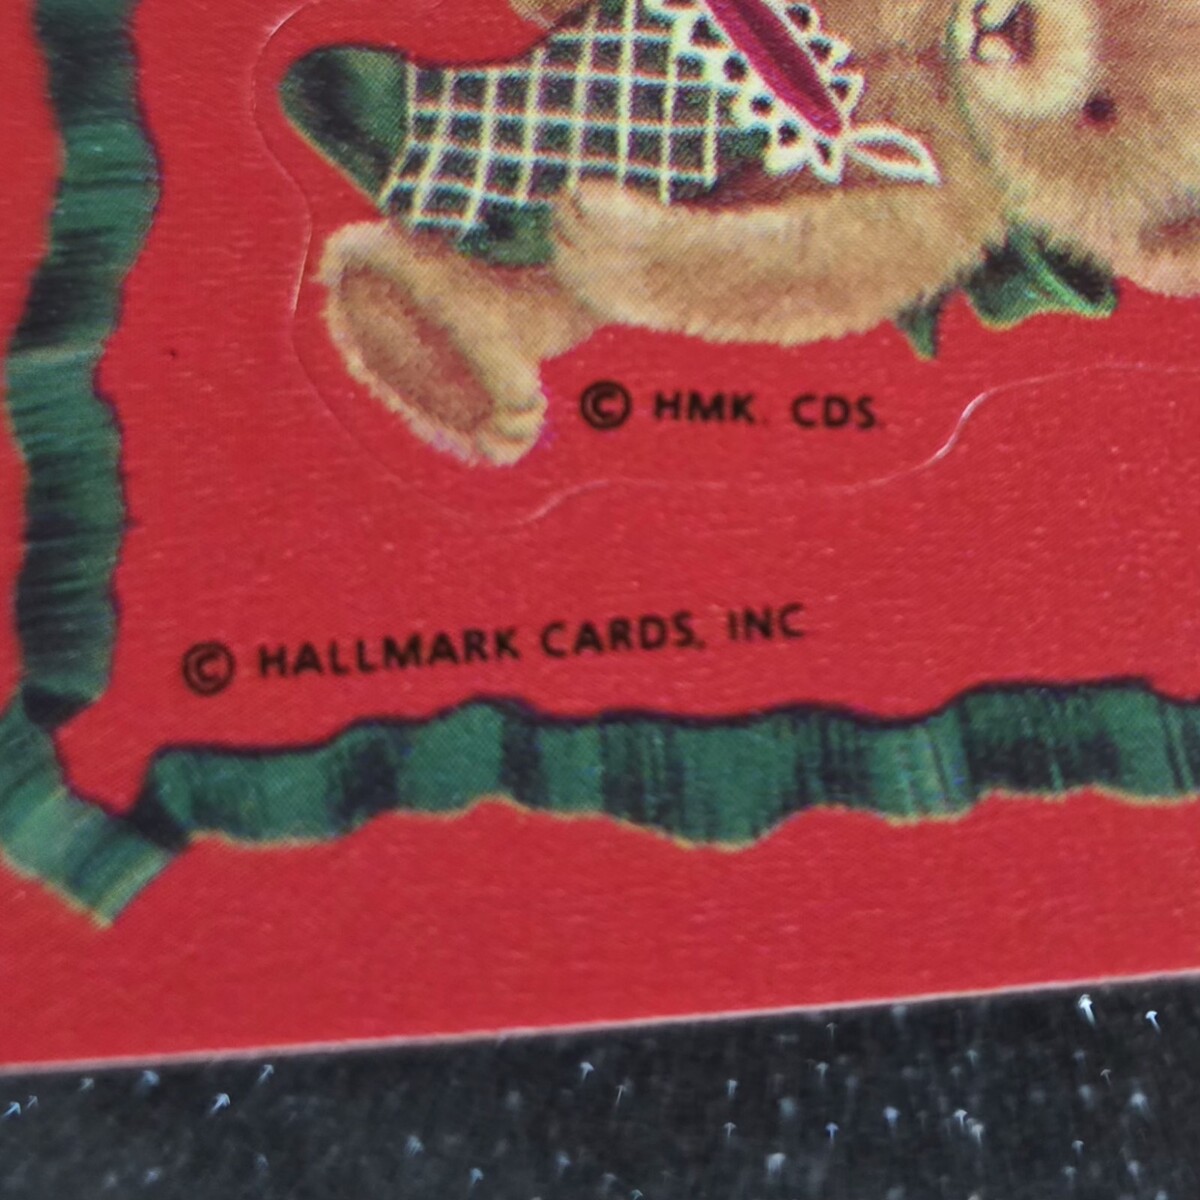 © HMK. CDS.
© HALLMARK CARDS, INC